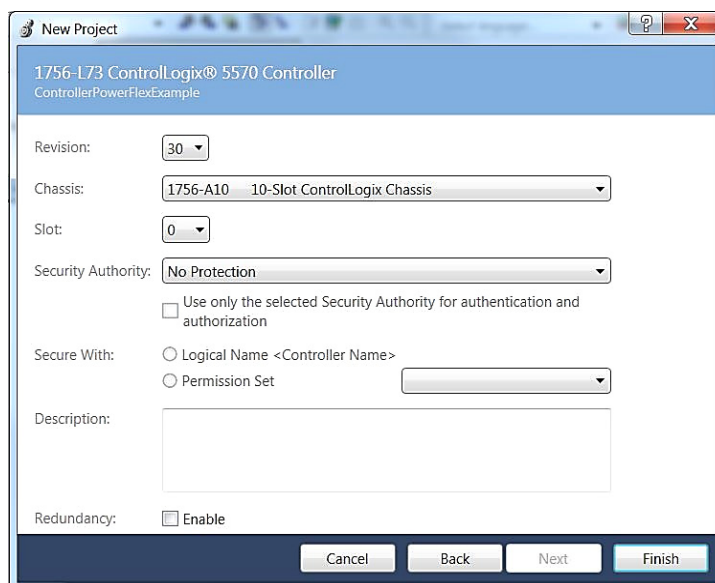 New Project
1756-L73 ControlLogix® 5570 Controller
ControllerPowerFlexExample
Revision: 30
Chassis: 1756-A10 10-Slot ControlLogix Chassis
Slot: 0
Security Authority: No Protection
Use only the selected Security Authority for authentication and
authorization
Secure With: Logical Name <Controller Name>
Permission Set
Description:
Redundancy: Enable
Cancel Back Next Finish